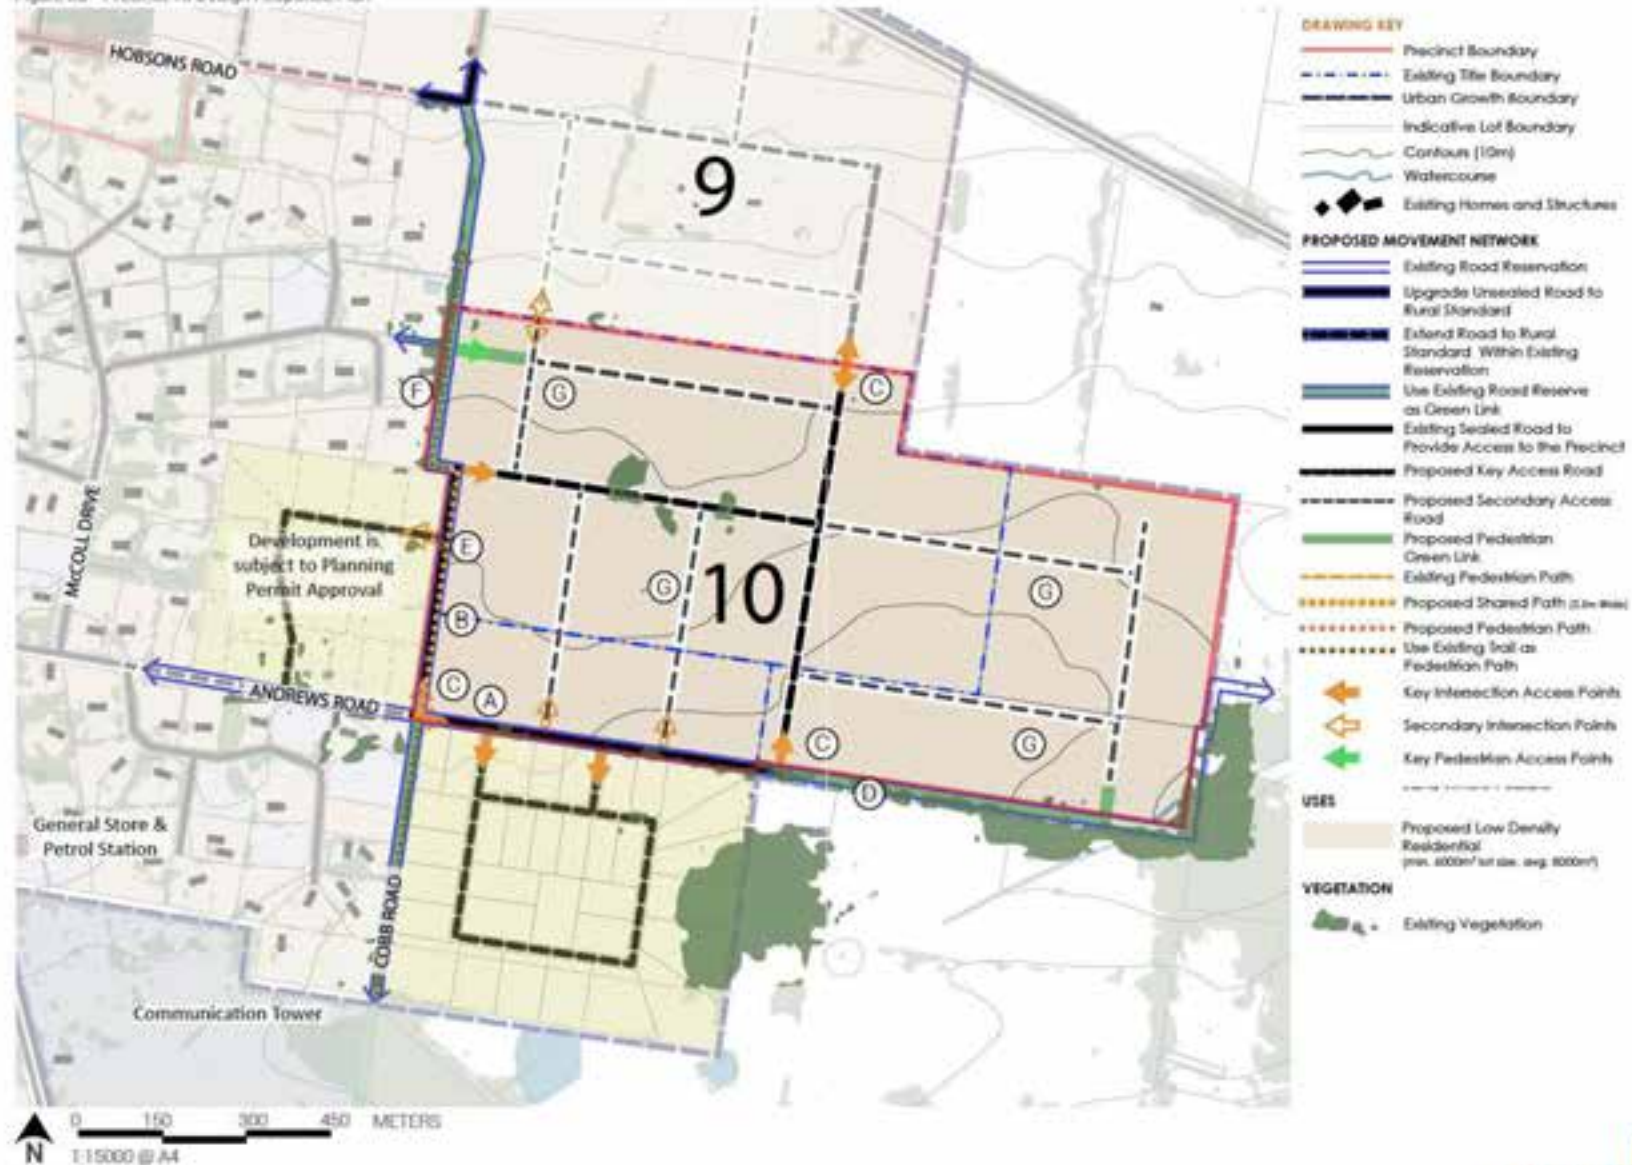 HOBSONS ROAD
9
C
F
G
McCOLL DRIVE
Development is
subject to Planning
Permit Approval
E
G
10
G
B
C
A
ANDREWS ROAD
C
G
D
General Store &
Petrol Station
COBB ROAD
Communication Tower
N
0 150 300 450 METERS
1:15000 @ A4
DRAWING KEY
Precinct Boundary
Existing Title Boundary
Urban Growth Boundary
Indicative Lot Boundary
Contours (10m)
Watercourse
Existing Homes and Structures
PROPOSED MOVEMENT NETWORK
Existing Road Reservation
Upgrade Unsealed Road to
Rural Standard
Extend Road to Rural
Standard Within Existing
Reservation
Use Existing Road Reserve
as Green Link
Existing Sealed Road to
Provide Access to the Precinct
Proposed Key Access Road
Proposed Secondary Access
Road
Proposed Pedestrian
Green Link
Existing Pedestrian Path
Proposed Shared Path
Proposed Pedestrian Path
Use Existing Trail as
Pedestrian Path
Key Intersection Access Points
Secondary Intersection Points
Key Pedestrian Access Points
USES
Proposed Low Density
Residential
(min. 4000m² lot size, avg. 8000m²)
VEGETATION
Existing Vegetation